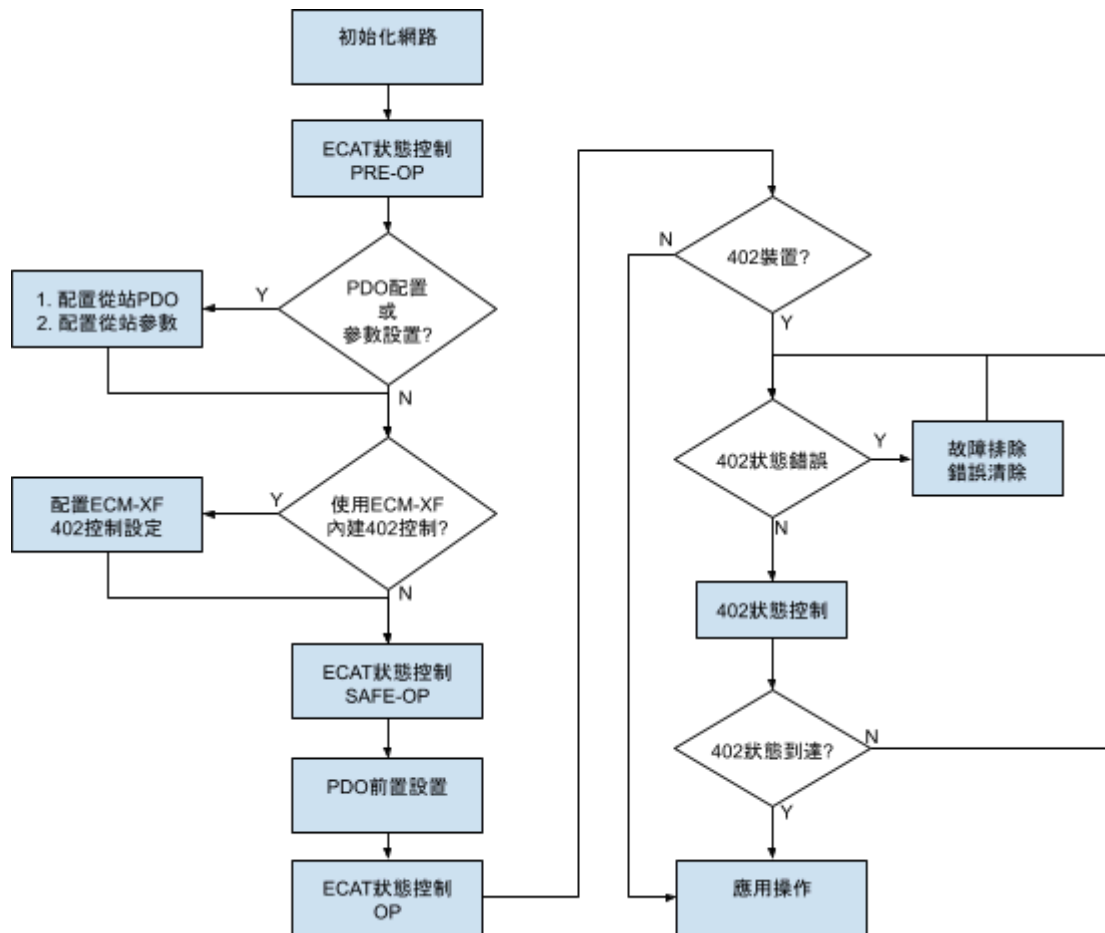 初始化網路
ECAT狀態控制
PRE-OP
PDO配置
或
參數設置?
Y
1. 配置從站PDO
2. 配置從站參數
N
使用ECM-XF
內建402控制?
Y
配置ECM-XF
402控制設定
N
ECAT狀態控制
SAFE-OP
PDO前置設置
ECAT狀態控制
OP
402裝置?
N
Y
402狀態錯誤
Y
故障排除
錯誤清除
N
402狀態控制
402狀態到達?
N
Y
應用操作